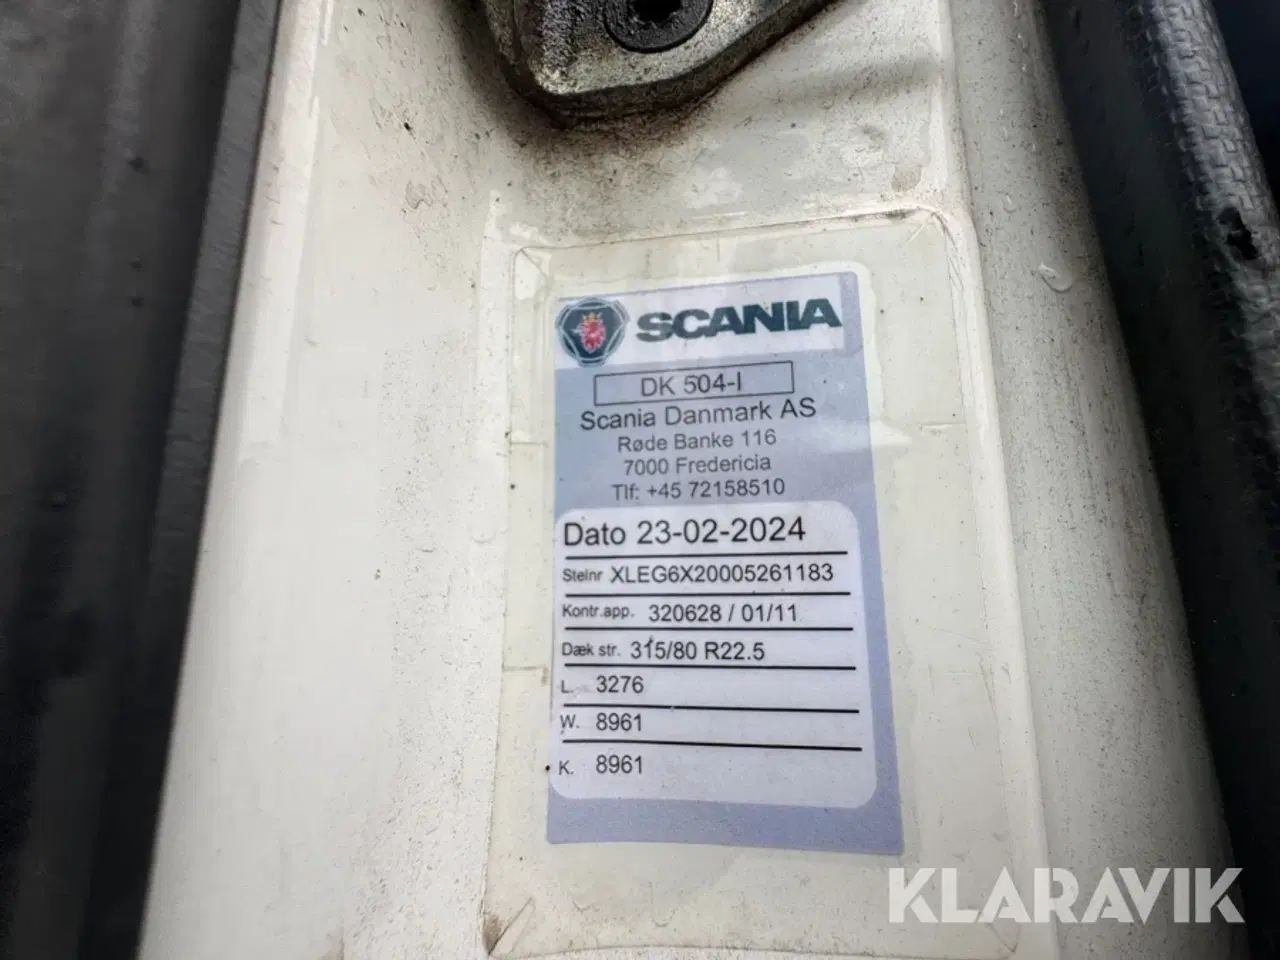 SCANIA
DK 504-I
Scania Danmark AS
Røde Banke 116
7000 Fredericia
Tlf: +45 72158510
Dato 23-02-2024
Stelnr XLEG6X20005261183
Kontr.app. 320628 / 01/11
Dæk str. 315/80 R22.5
L. 3276
W. 8961
K. 8961
KLARAVIK